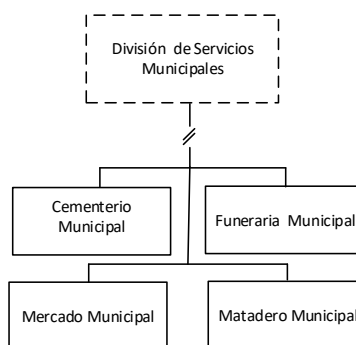 División de Servicios
Municipales
Cementerio
Municipal
Funeraria Municipal
Mercado Municipal
Matadero Municipal